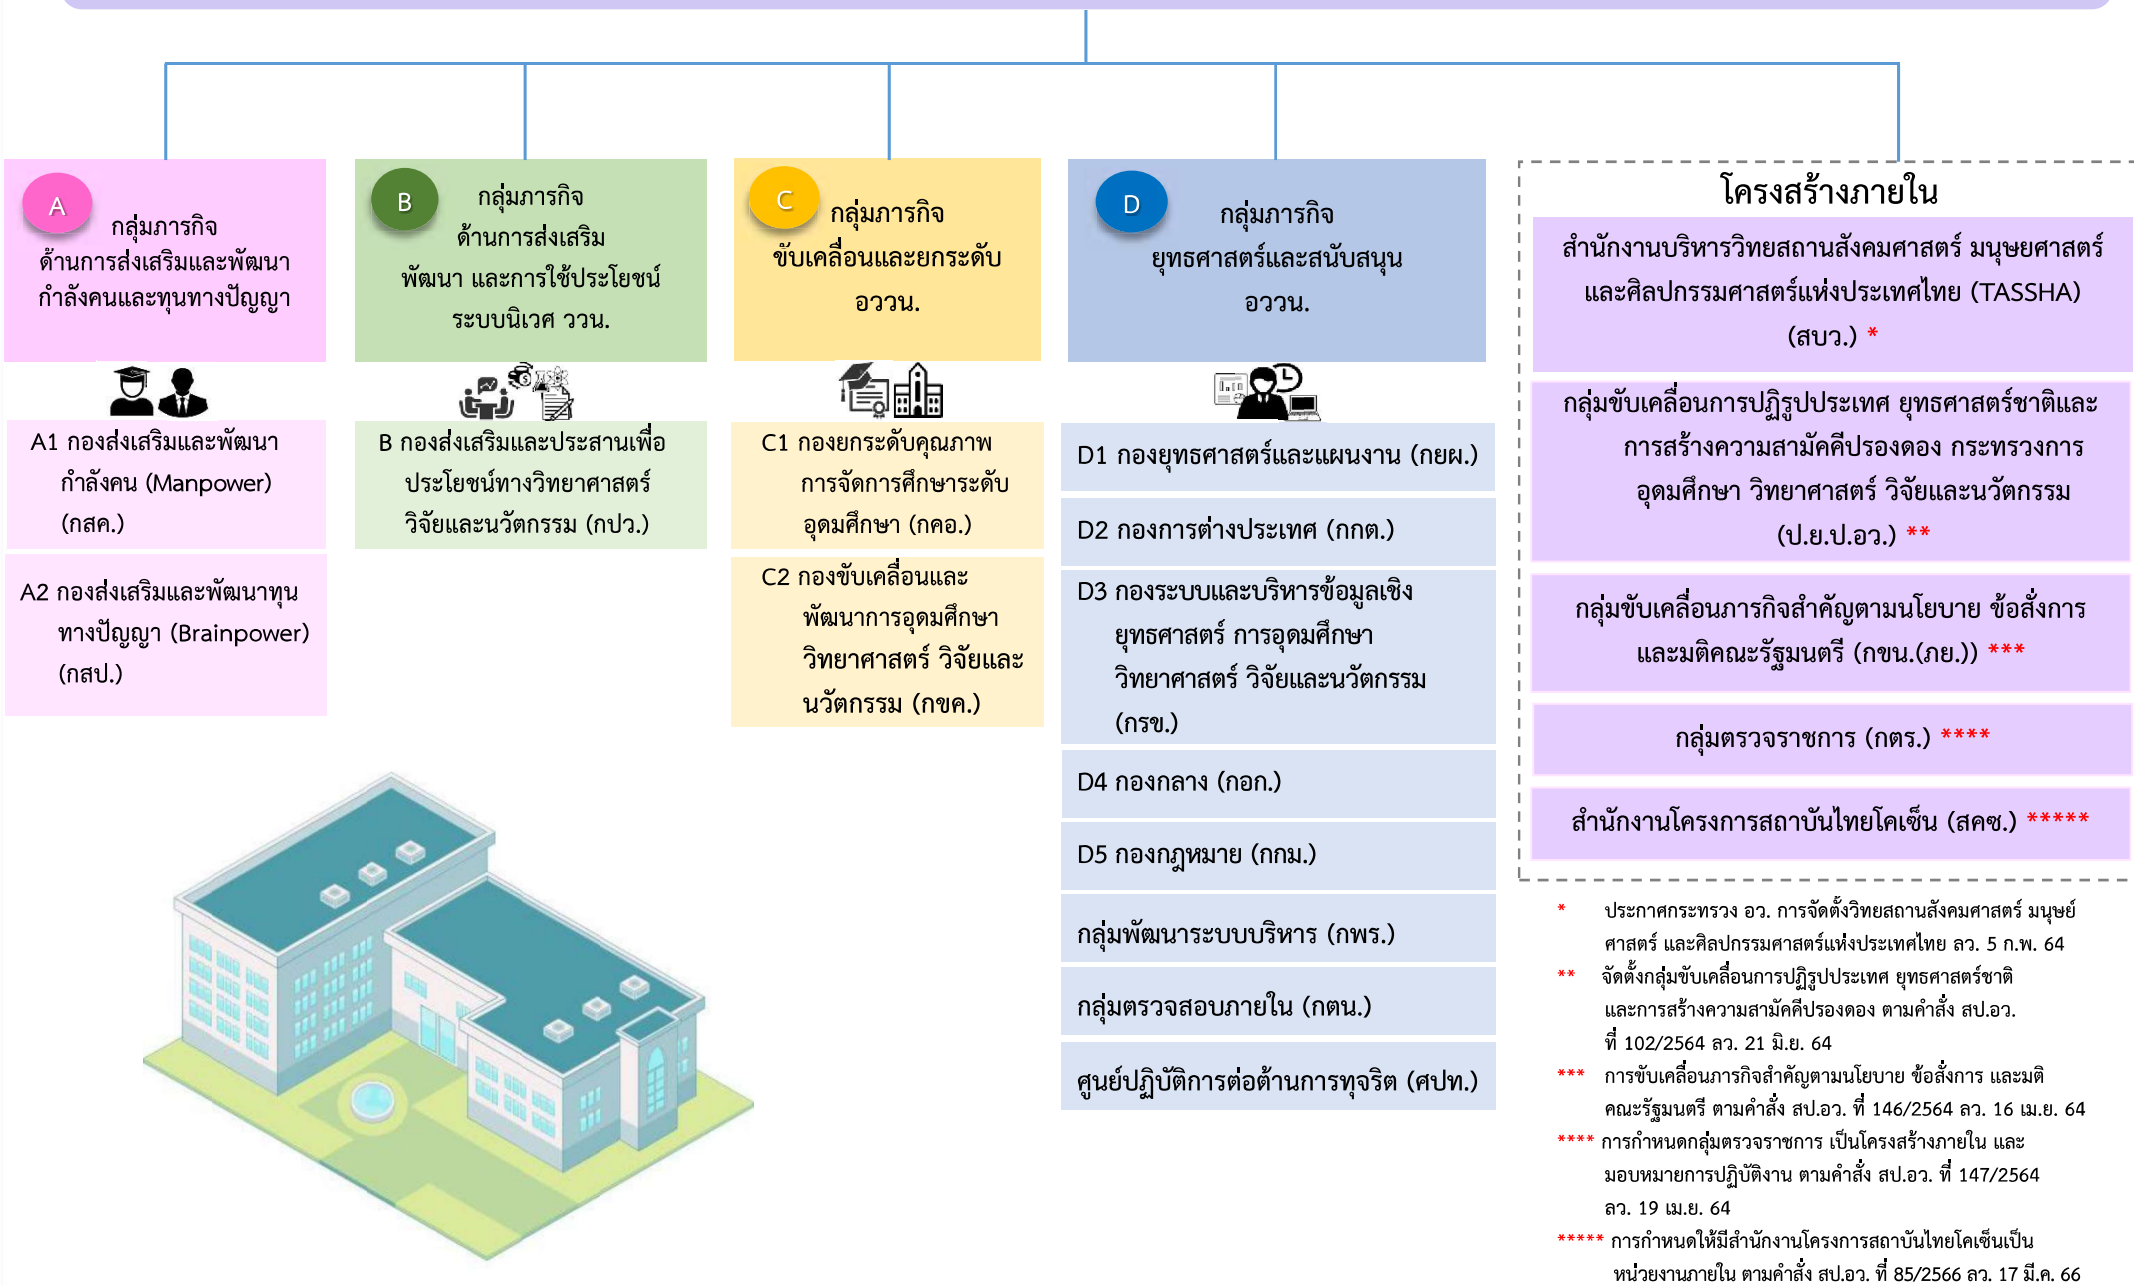 A
กลุ่มภารกิจ
ด้านการส่งเสริมและพัฒนา
กำลังคนและทุนทางปัญญา
A1 กองส่งเสริมและพัฒนา
กำลังคน (Manpower)
(กสค.)
A2 กองส่งเสริมและพัฒนาทุน
ทางปัญญา (Brainpower)
(กสป.)
B
กลุ่มภารกิจ
ด้านการส่งเสริม
พัฒนา และการใช้ประโยชน์
ระบบนิเวศ ววน.
B กองส่งเสริมและประสานเพื่อ
ประโยชน์ทางวิทยาศาสตร์
วิจัยและนวัตกรรม (กปว.)
C
กลุ่มภารกิจ
ขับเคลื่อนและยกระดับ
อววน.
C1 กองยกระดับคุณภาพ
การจัดการศึกษาระดับ
อุดมศึกษา (กคอ.)
C2 กองขับเคลื่อนและ
พัฒนาการอุดมศึกษา
วิทยาศาสตร์ วิจัยและ
นวัตกรรม (กขค.)
D
กลุ่มภารกิจ
ยุทธศาสตร์และสนับสนุน
อววน.
D1 กองยุทธศาสตร์และแผนงาน (กยผ.)
D2 กองการต่างประเทศ (กกต.)
D3 กองระบบและบริหารข้อมูลเชิง
ยุทธศาสตร์ การอุดมศึกษา
วิทยาศาสตร์ วิจัยและนวัตกรรม
(กรข.)
D4 กองกลาง (กอก.)
D5 กองกฎหมาย (กกม.)
กลุ่มพัฒนาระบบบริหาร (กพร.)
กลุ่มตรวจสอบภายใน (กตน.)
ศูนย์ปฏิบัติการต่อต้านการทุจริต (ศปท.)
โครงสร้างภายใน
สำนักงานบริหารวิทยสถานสังคมศาสตร์ มนุษยศาสตร์
และศิลปกรรมศาสตร์แห่งประเทศไทย (TASSHA)
(สบว.) *
กลุ่มขับเคลื่อนการปฏิรูปประเทศ ยุทธศาสตร์ชาติและ
การสร้างความสามัคคีปรองดอง กระทรวงการ
อุดมศึกษา วิทยาศาสตร์ วิจัยและนวัตกรรม
(ป.ย.ป.อว.) **
กลุ่มขับเคลื่อนภารกิจสำคัญตามนโยบาย ข้อสั่งการ
และมติคณะรัฐมนตรี (กขน.(ภย.)) ***
กลุ่มตรวจราชการ (กตร.) ****
สำนักงานโครงการสถาบันไทยโคเซ็น (สคซ.) *****
* ประกาศกระทรวง อว. การจัดตั้งวิทยสถานสังคมศาสตร์ มนุษย์
ศาสตร์ และศิลปกรรมศาสตร์แห่งประเทศไทย ลว. 5 ก.พ. 64
** จัดตั้งกลุ่มขับเคลื่อนการปฏิรูปประเทศ ยุทธศาสตร์ชาติ
และการสร้างความสามัคคีปรองดอง ตามคำสั่ง สป.อว.
ที่ 102/2564 ลว. 21 มิ.ย. 64
*** การขับเคลื่อนภารกิจสำคัญตามนโยบาย ข้อสั่งการ และมติ
คณะรัฐมนตรี ตามคำสั่ง สป.อว. ที่ 146/2564 ลว. 16 เม.ย. 64
**** การกำหนดกลุ่มตรวจราชการ เป็นโครงสร้างภายใน และ
มอบหมายการปฏิบัติงาน ตามคำสั่ง สป.อว. ที่ 147/2564
ลว. 19 เม.ย. 64
***** การกำหนดให้มีสำนักงานโครงการสถาบันไทยโคเซ็นเป็น
หน่วยงานภายใน ตามคำสั่ง สป.อว. ที่ 85/2566 ลว. 17 มี.ค. 66